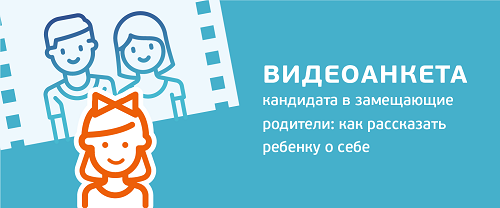 ВИДЕОАНКЕТА
кандидата в замещающие
родители: как рассказать
ребенку о себе